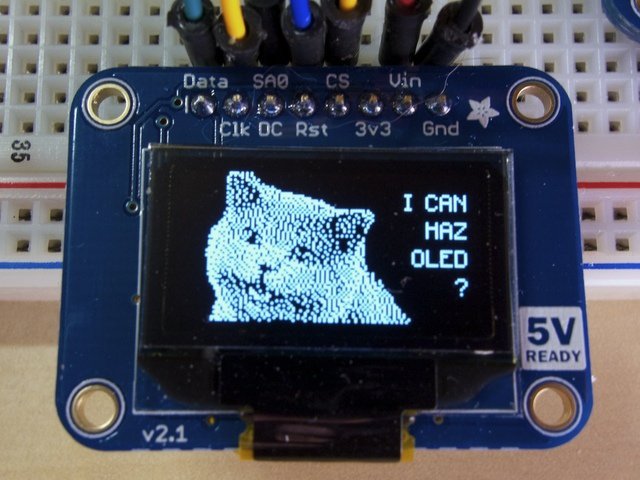 Data SA0 CS Vin
Clk DC Rst 3v3 Gnd
35
I CAN
HAZ
OLED
?
5V
READY
v2.1